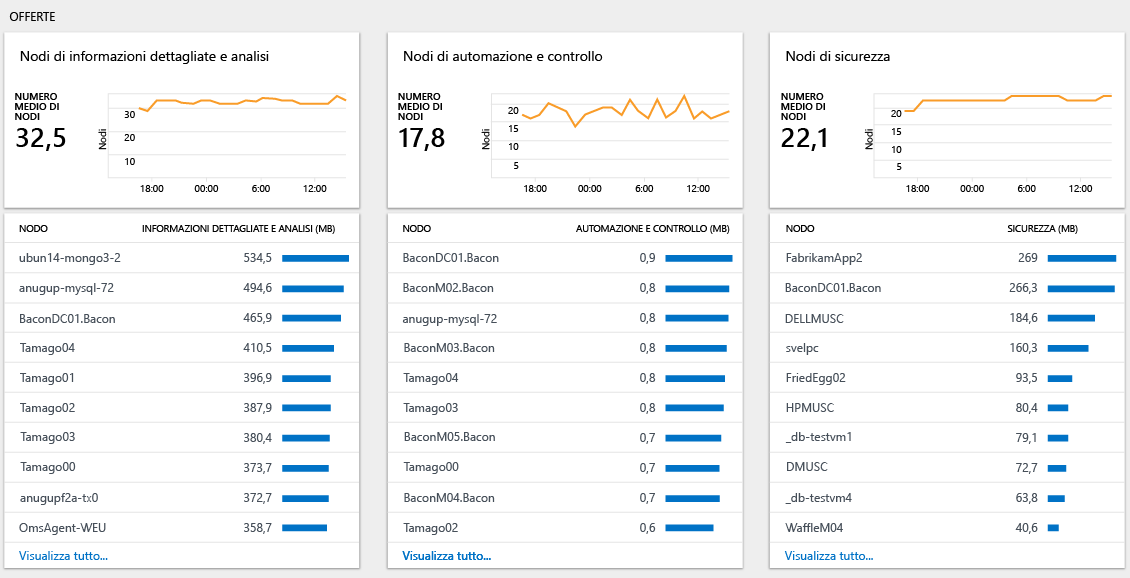 OFFERTE
Nodi di informazioni dettagliate e analisi
NUMERO
MEDIO DI
NODI
32,5
Nodi
30
20
10
18:00 00:00 6:00 12:00
NODO INFORMAZIONI DETTAGLIATE E ANALISI (MB)
ubun14-mongo3-2 534,5
anugup-mysql-72 494,6
BaconDC01.Bacon 465,9
Tamago04 410,5
Tamago01 396,9
Tamago02 387,9
Tamago03 380,4
Tamago00 373,7
anugupf2a-tx0 372,7
OmsAgent-WEU 358,7
Visualizza tutto...
Nodi di automazione e controllo
NUMERO
MEDIO DI
NODI
17,8
Nodi
20
15
10
5
18:00 00:00 6:00 12:00
NODO AUTOMAZIONE E CONTROLLO (MB)
BaconDC01.Bacon 0,9
BaconM02.Bacon 0,8
anugup-mysql-72 0,8
BaconM03.Bacon 0,8
Tamago04 0,8
Tamago03 0,8
BaconM05.Bacon 0,7
Tamago00 0,7
BaconM04.Bacon 0,7
Tamago02 0,6
Visualizza tutto...
Nodi di sicurezza
NUMERO
MEDIO DI
NODI
22,1
Nodi
20
15
10
5
18:00 00:00 6:00 12:00
NODO SICUREZZA (MB)
FabrikamApp2 269
BaconDC01.Bacon 266,3
DELLMUSC 184,6
svelpc 160,3
FriedEgg02 93,5
HPMUSC 80,4
_db-testvm1 79,1
DMUSC 72,7
_db-testvm4 63,8
WaffleM04 40,6
Visualizza tutto...